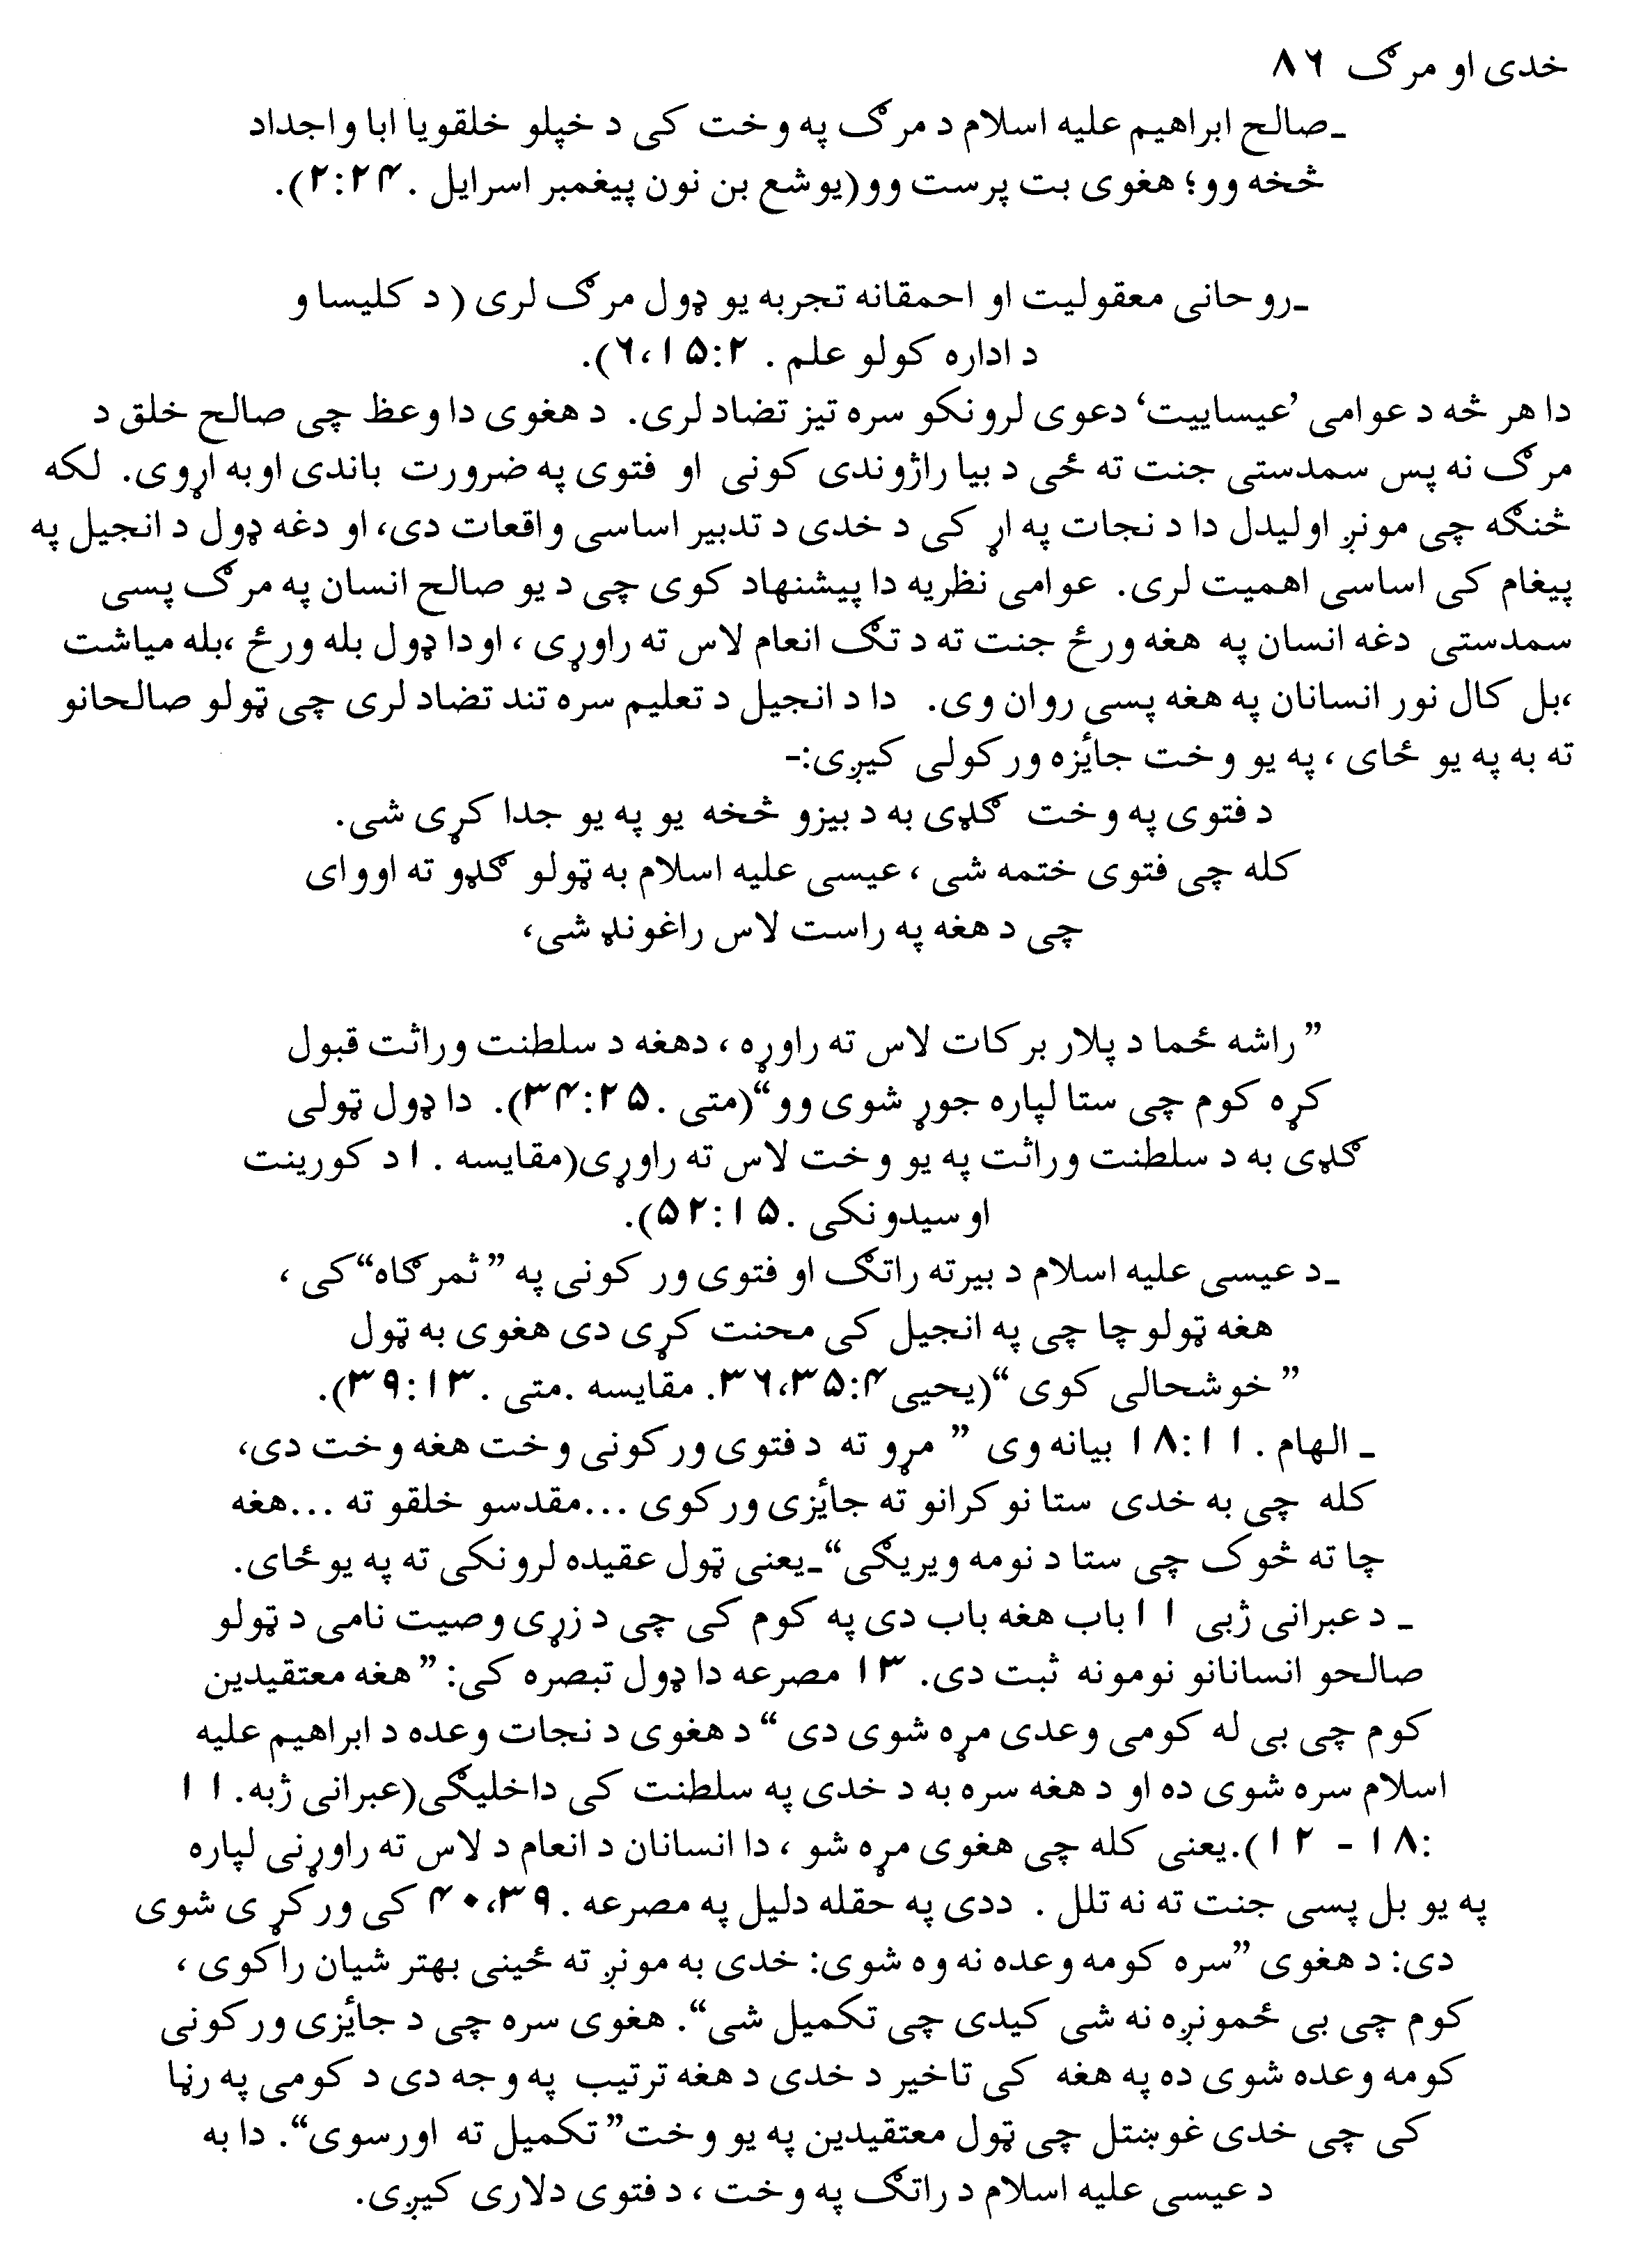 خدی او مرګ ۸۶
ـصالح ابراهیم علیه اسلام د مرګ په وخت کی د خپلو خلقویا ابا و اجداد
څخه وو؛ هغوی بت پرست وو(یوشع بن نون پیغمبر اسرایل .۲:۲۴).
ـروحانی معقولیت او احمقانه تجربه یو ډول مرګ لری ( د کلیسا و
د اداره کولو علم . ۶،۱۵:۲).
دا هر څه د عوامی ’عیساییت‘ دعوی لرونکو سره تیز تضاد لری. د هغوی دا وعظ چی صالح خلق د
مرګ نه پس سمدستی جنت ته ځی د بیا راژوندی کونی او فتوی په ضرورت باندی اوبه اړوی. لکه
څنګه چی مونږ اولیدل دا د نجات په اړ کی د خدی د تدبیر اساسی واقعات دی، او دغه ډول د انجیل په
پیغام کی اساسی اهمیت لری. عوامی نظریه دا پیشنهاد کوی چی د یو صالح انسان په مرګ پسی
سمدستی دغه انسان په هغه ورځ جنت ته د تګ انعام لاس ته راوړی ، اودا ډول بله ورځ ،بله میاشت
،بل کال نور انسانان په هغه پسی روان وی. دا د انجیل د تعلیم سره تند تضاد لری چی ټولو صالحانو
ته به په یو ځای ، په یو وخت جائزه ورکولی کیږی:-
د فتوی په وخت ګډی به د بیزو څخه یو په یو جدا کړی شی.
کله چی فتوی ختمه شی ، عیسی علیه اسلام به ټولو ګډو ته اووای
چی د هغه په راست لاس راغونډ شی،
”راشه ځما د پلار برکات لاس ته راوړه ، دهغه د سلطنت وراثت قبول
کړه کوم چی ستا لپاره جوړ شوی وو“(متی .۳۴:۲۵). دا ډول ټولی
ګډی به د سلطنت وراثت په یو وخت لاس ته راوړی(مقایسه . ۱ د کورینت
اوسیدونکی .۵۲:۱۵).
ـد عیسی علیه اسلام د بیرته راتګ او فتوی ور کونی په ”ثمرګاه“کی ،
هغه ټولو چا چی په انجیل کی محنت کړی دی هغوی به ټول
”خوشحالی کوی“(یحیی۳۶،۳۵:۴. مقایسه .متی .۳۹:۱۳).
ـ الهام .۱۸:۱۱ بیانه وی ” مړو ته د فتوی ورکونی وخت هغه وخت دی،
کله چی به خدی ستا نوکرانو ته جائزی ورکوی ...مقدسو خلقو ته ...هغه
چا ته څوک چی ستا د نومه ویریګی“ـیعنی ټول عقیده لرونکی ته په یوځای.
ـ د عبرانی ژبی ۱۱ باب هغه باب دی په کوم کی چی د زړی وصیت نامی د ټولو
صالحو انسانانو نومونه ثبت دی. ۱۳ مصرعه دا ډول تبصره کی: ”هغه معتقیدین
کوم چی بی له کومی وعدی مړه شوی دی“ د هغوی د نجات وعده د ابراهیم علیه
اسلام سره شوی ده او د هغه سره به د خدی په سلطنت کی داخلیګی(عبرانی ژبه. ۱۱
:۱۸ - ۱۲).یعنی کله چی هغوی مړه شو ، دا انسانان د انعام د لاس ته راوړنی لپاره
په یو بل پسی جنت ته نه تلل . ددی په حقله دلیل په مصرعه .۴۰،۳۹ کی ورکړ ی شوی
دی: د هغوی ”سره کومه وعده نه وه شوی: خدی به مونږ ته ځینی بهتر شیان راکوی ،
کوم چی بی ځمونږه نه شی کیدی چی تکمیل شی“. هغوی سره چی د جائزی ورکونی
کومه وعده شوی ده په هغه کی تاخیر د خدی د هغه ترتیب په وجه دی د کومی په رڼا
کی چی خدی غوښتل چی ټول معتقیدین په یو وخت”تکمیل ته اورسوی“. دا به
د عیسی علیه اسلام د راتګ په وخت ، د فتوی دلاری کیږی.